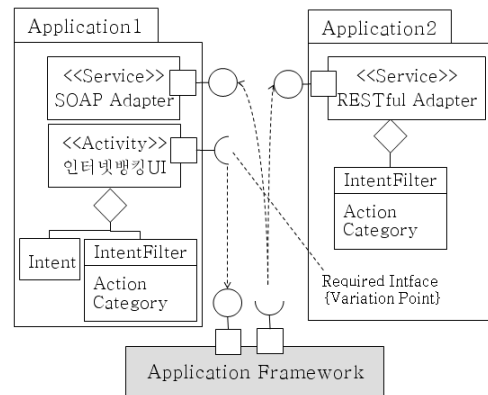 Application1
<<Service>>
SOAP Adapter
<<Activity>>
인터넷뱅킹UI
Intent
IntentFilter
Action
Category
Application2
<<Service>>
RESTful Adapter
IntentFilter
Action
Category
Required Intface
{Variation Point}
Application Framework